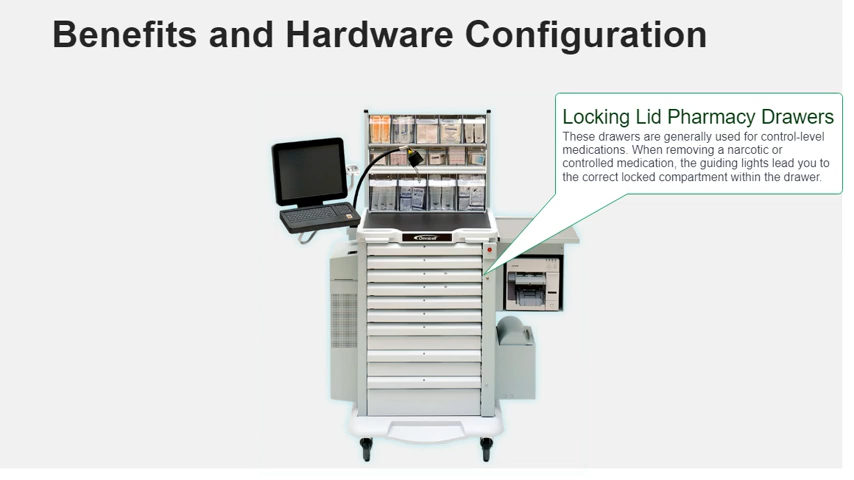 Benefits and Hardware Configuration
Locking Lid Pharmacy Drawers
These drawers are generally used for control-level
medications. When removing a narcotic or
controlled medication, the guiding lights lead you to
the correct locked compartment within the drawer.